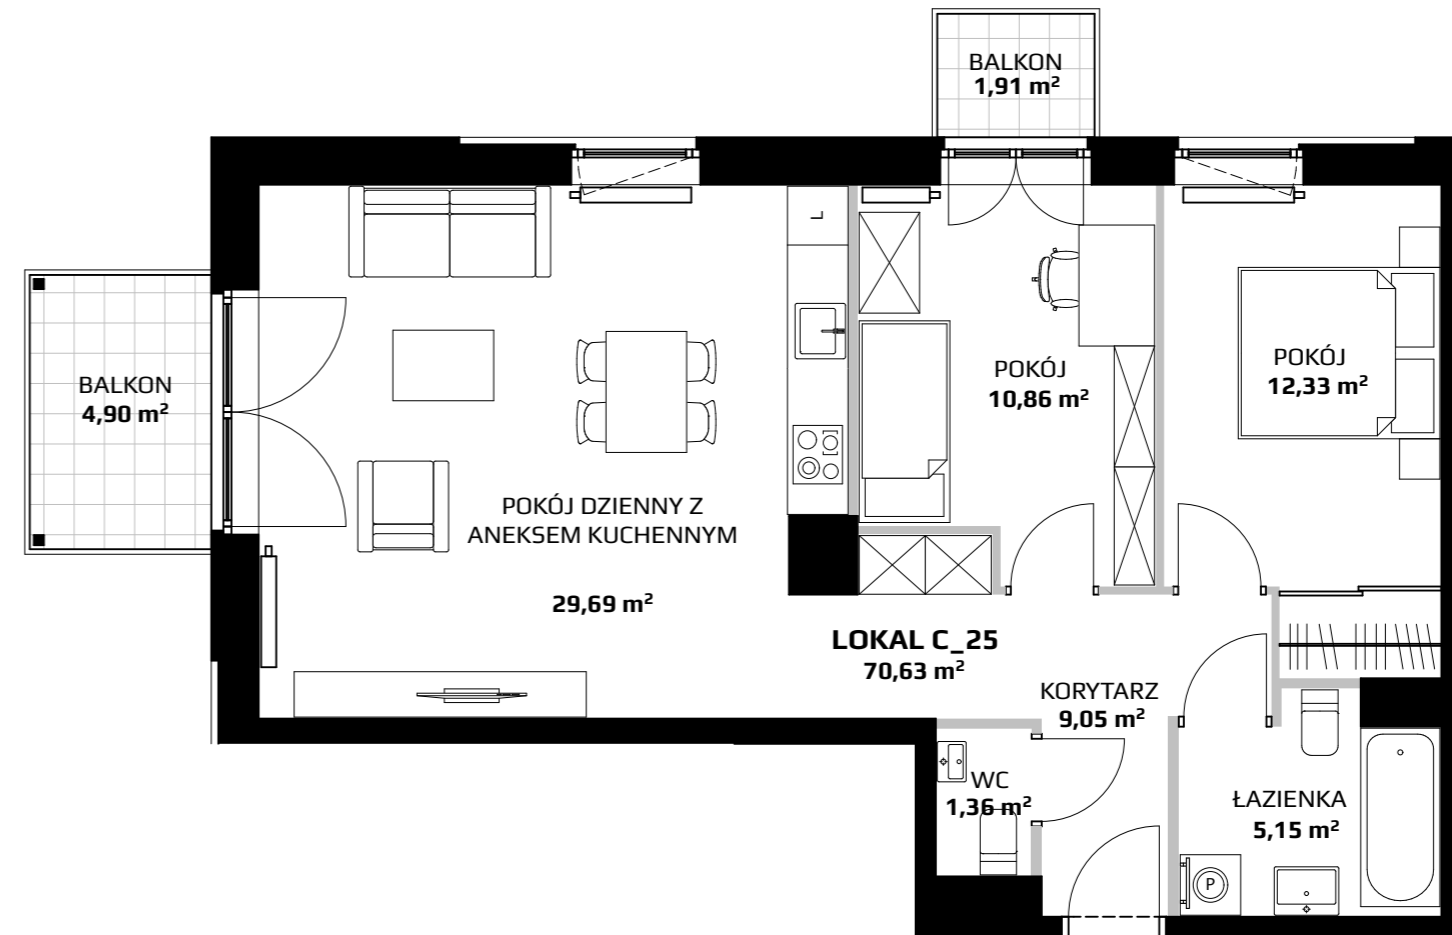 BALKON
1,91 m²
L
BALKON
4,90 m²
POKÓJ
10,86 m²
POKÓJ
12,33 m²
POKÓJ DZIENNY Z
ANEKSEM KUCHENNYM
29,69 m²
LOKAL C_25
70,63 m²
KORYTARZ
9,05 m²
WC
1,36 m²
ŁAZIENKA
5,15 m²
P